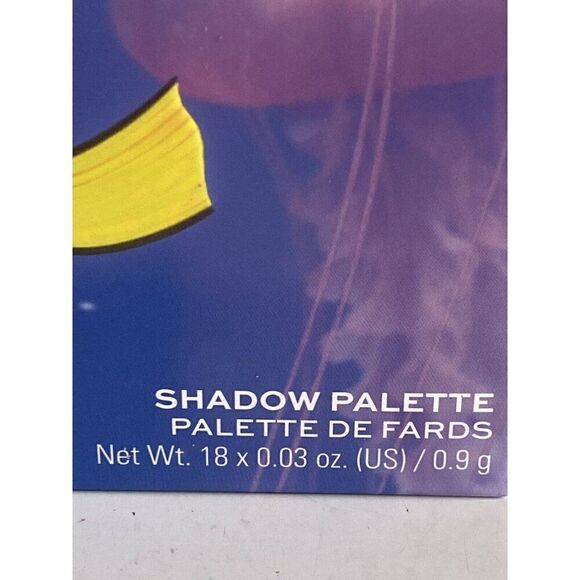 SHADOW PALETTE
PALETTE DE FARDS
Net Wt. 18 x 0.03 oz. (US) / 0.9 g